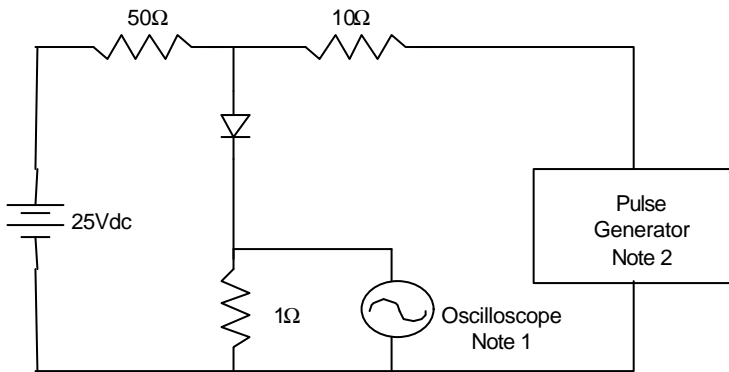 50Ω
10Ω
25Vdc
Pulse
Generator
Note 2
1Ω
Oscilloscope
Note 1